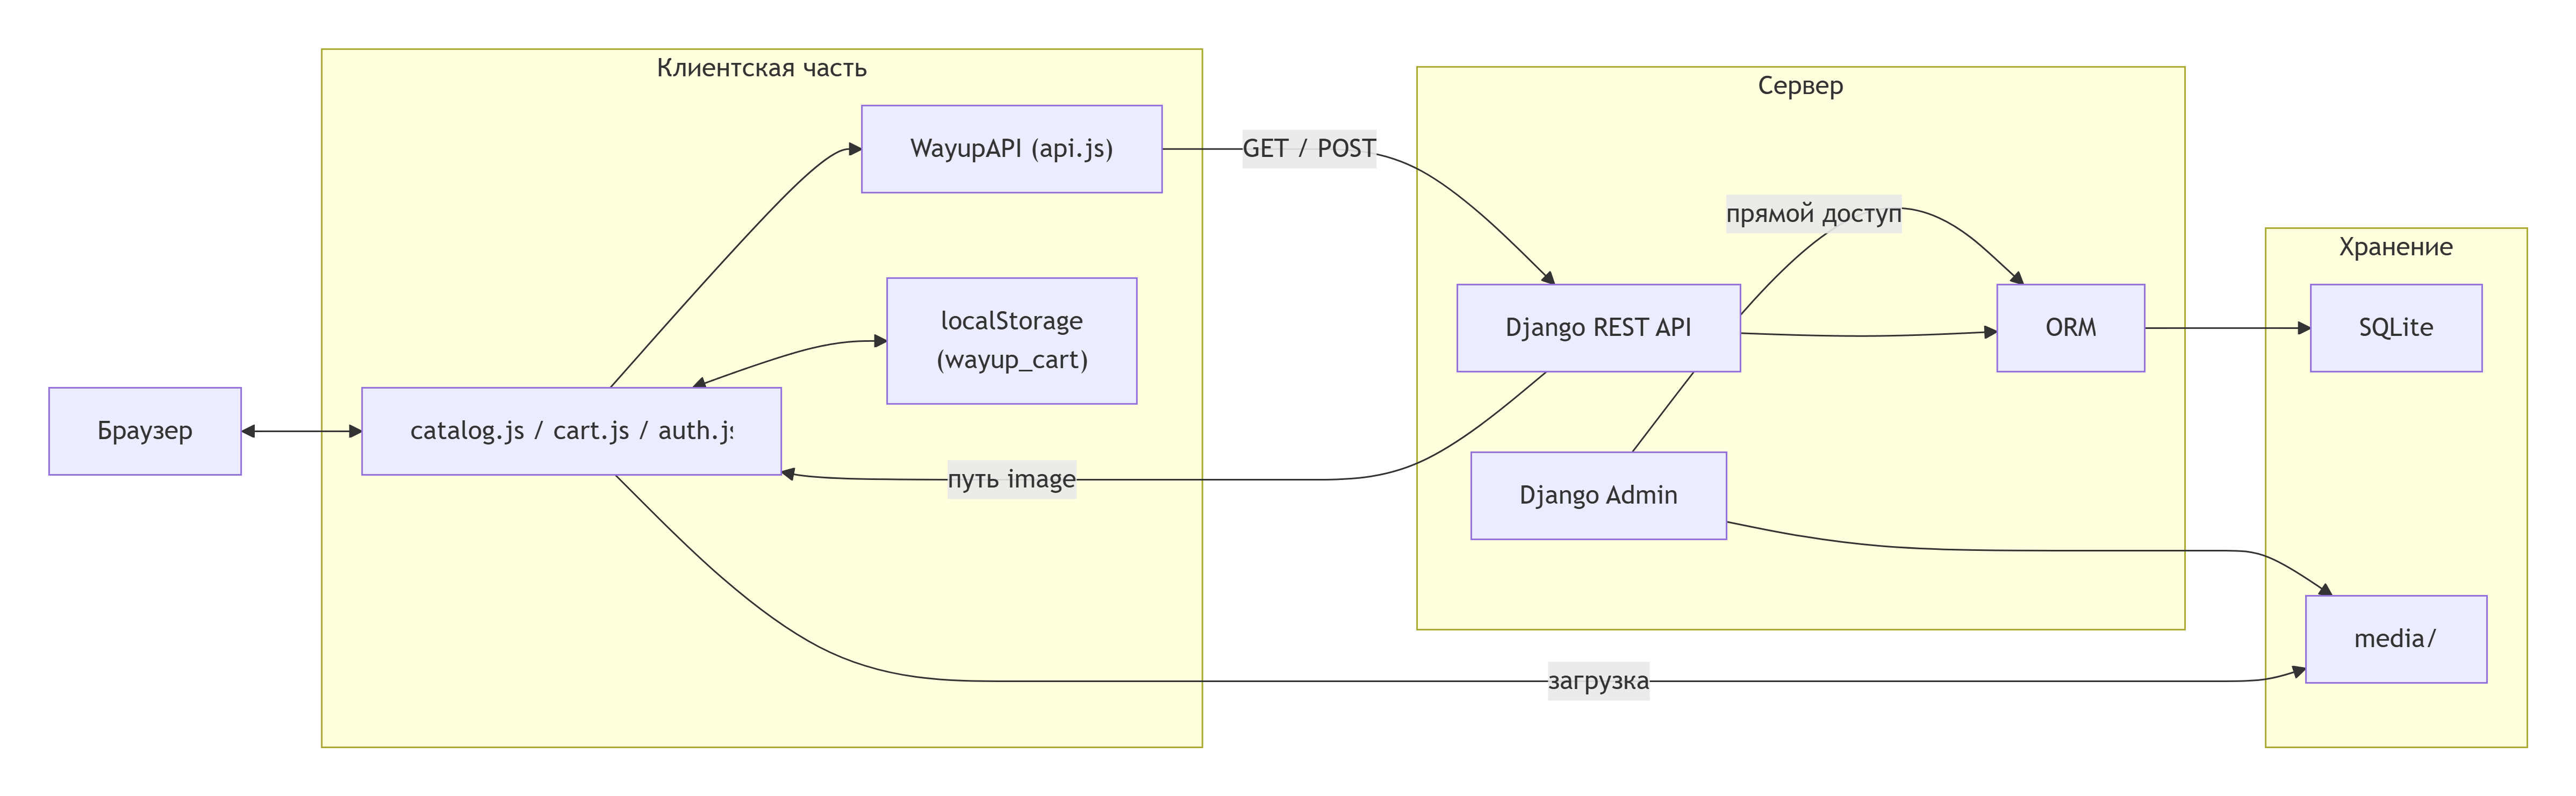 Клиентская часть
WayupAPI (api.js)
localStorage
(wayup_cart)
Браузер
catalog.js / cart.js / auth.js
GET / POST
путь image
загрузка
Сервер
прямой доступ
Django REST API
ORM
Django Admin
Хранение
SQLite
media/